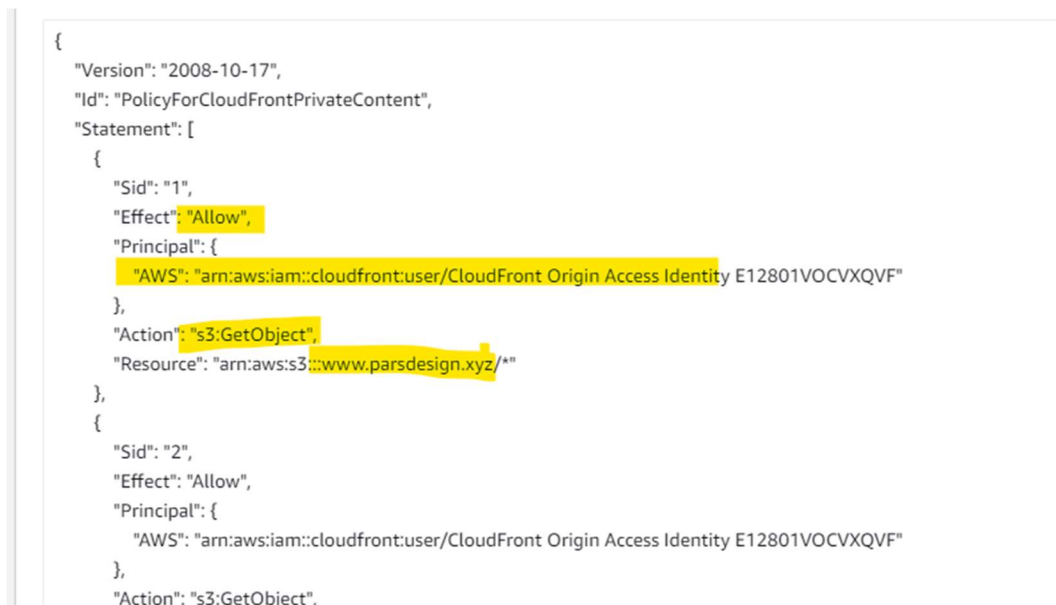 {
"Version": "2008-10-17",
"Id": "PolicyForCloudFrontPrivateContent",
"Statement": [
{
"Sid": "1",
"Effect": "Allow",
"Principal": {
"AWS": "arn:aws:iam::cloudfront:user/CloudFront Origin Access Identity E12801VOCVXQVF"
},
"Action": "s3:GetObject",
"Resource": "arn:aws:s3:::www.parsdesign.xyz/*"
},
{
"Sid": "2",
"Effect": "Allow",
"Principal": {
"AWS": "arn:aws:iam::cloudfront:user/CloudFront Origin Access Identity E12801VOCVXQVF"
},
"Action": "s3:GetObject",